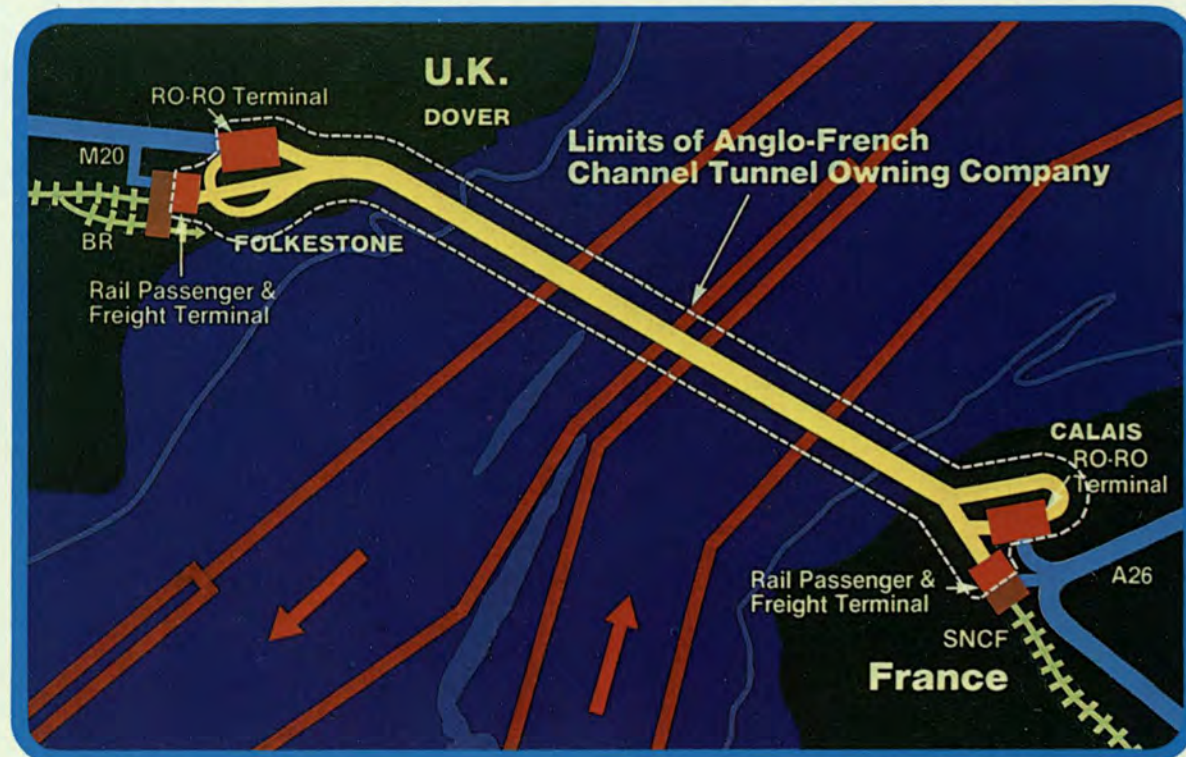 U.K.
RO-RO Terminal
DOVER
M20
Limits of Anglo-French
Channel Tunnel Owning Company
BR
FOLKESTONE
Rail Passenger &
Freight Terminal
CALAIS
RO-RO
Terminal
Rail Passenger &
Freight Terminal
A26
SNCF
France